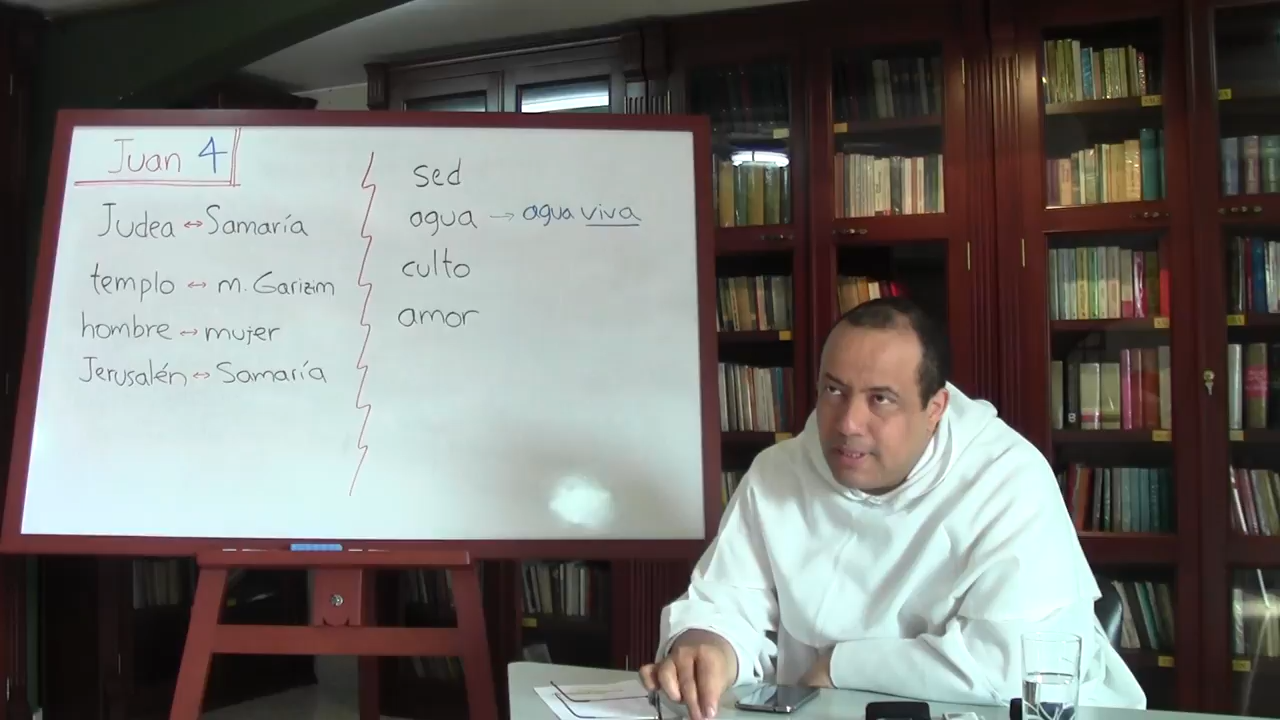 Juan 4
Judea ↔ Samaría
templo ↔ m. Garizim
hombre ↔ mujer
Jerusalén ↔ Samaría
sed
agua → agua viva
culto
amor